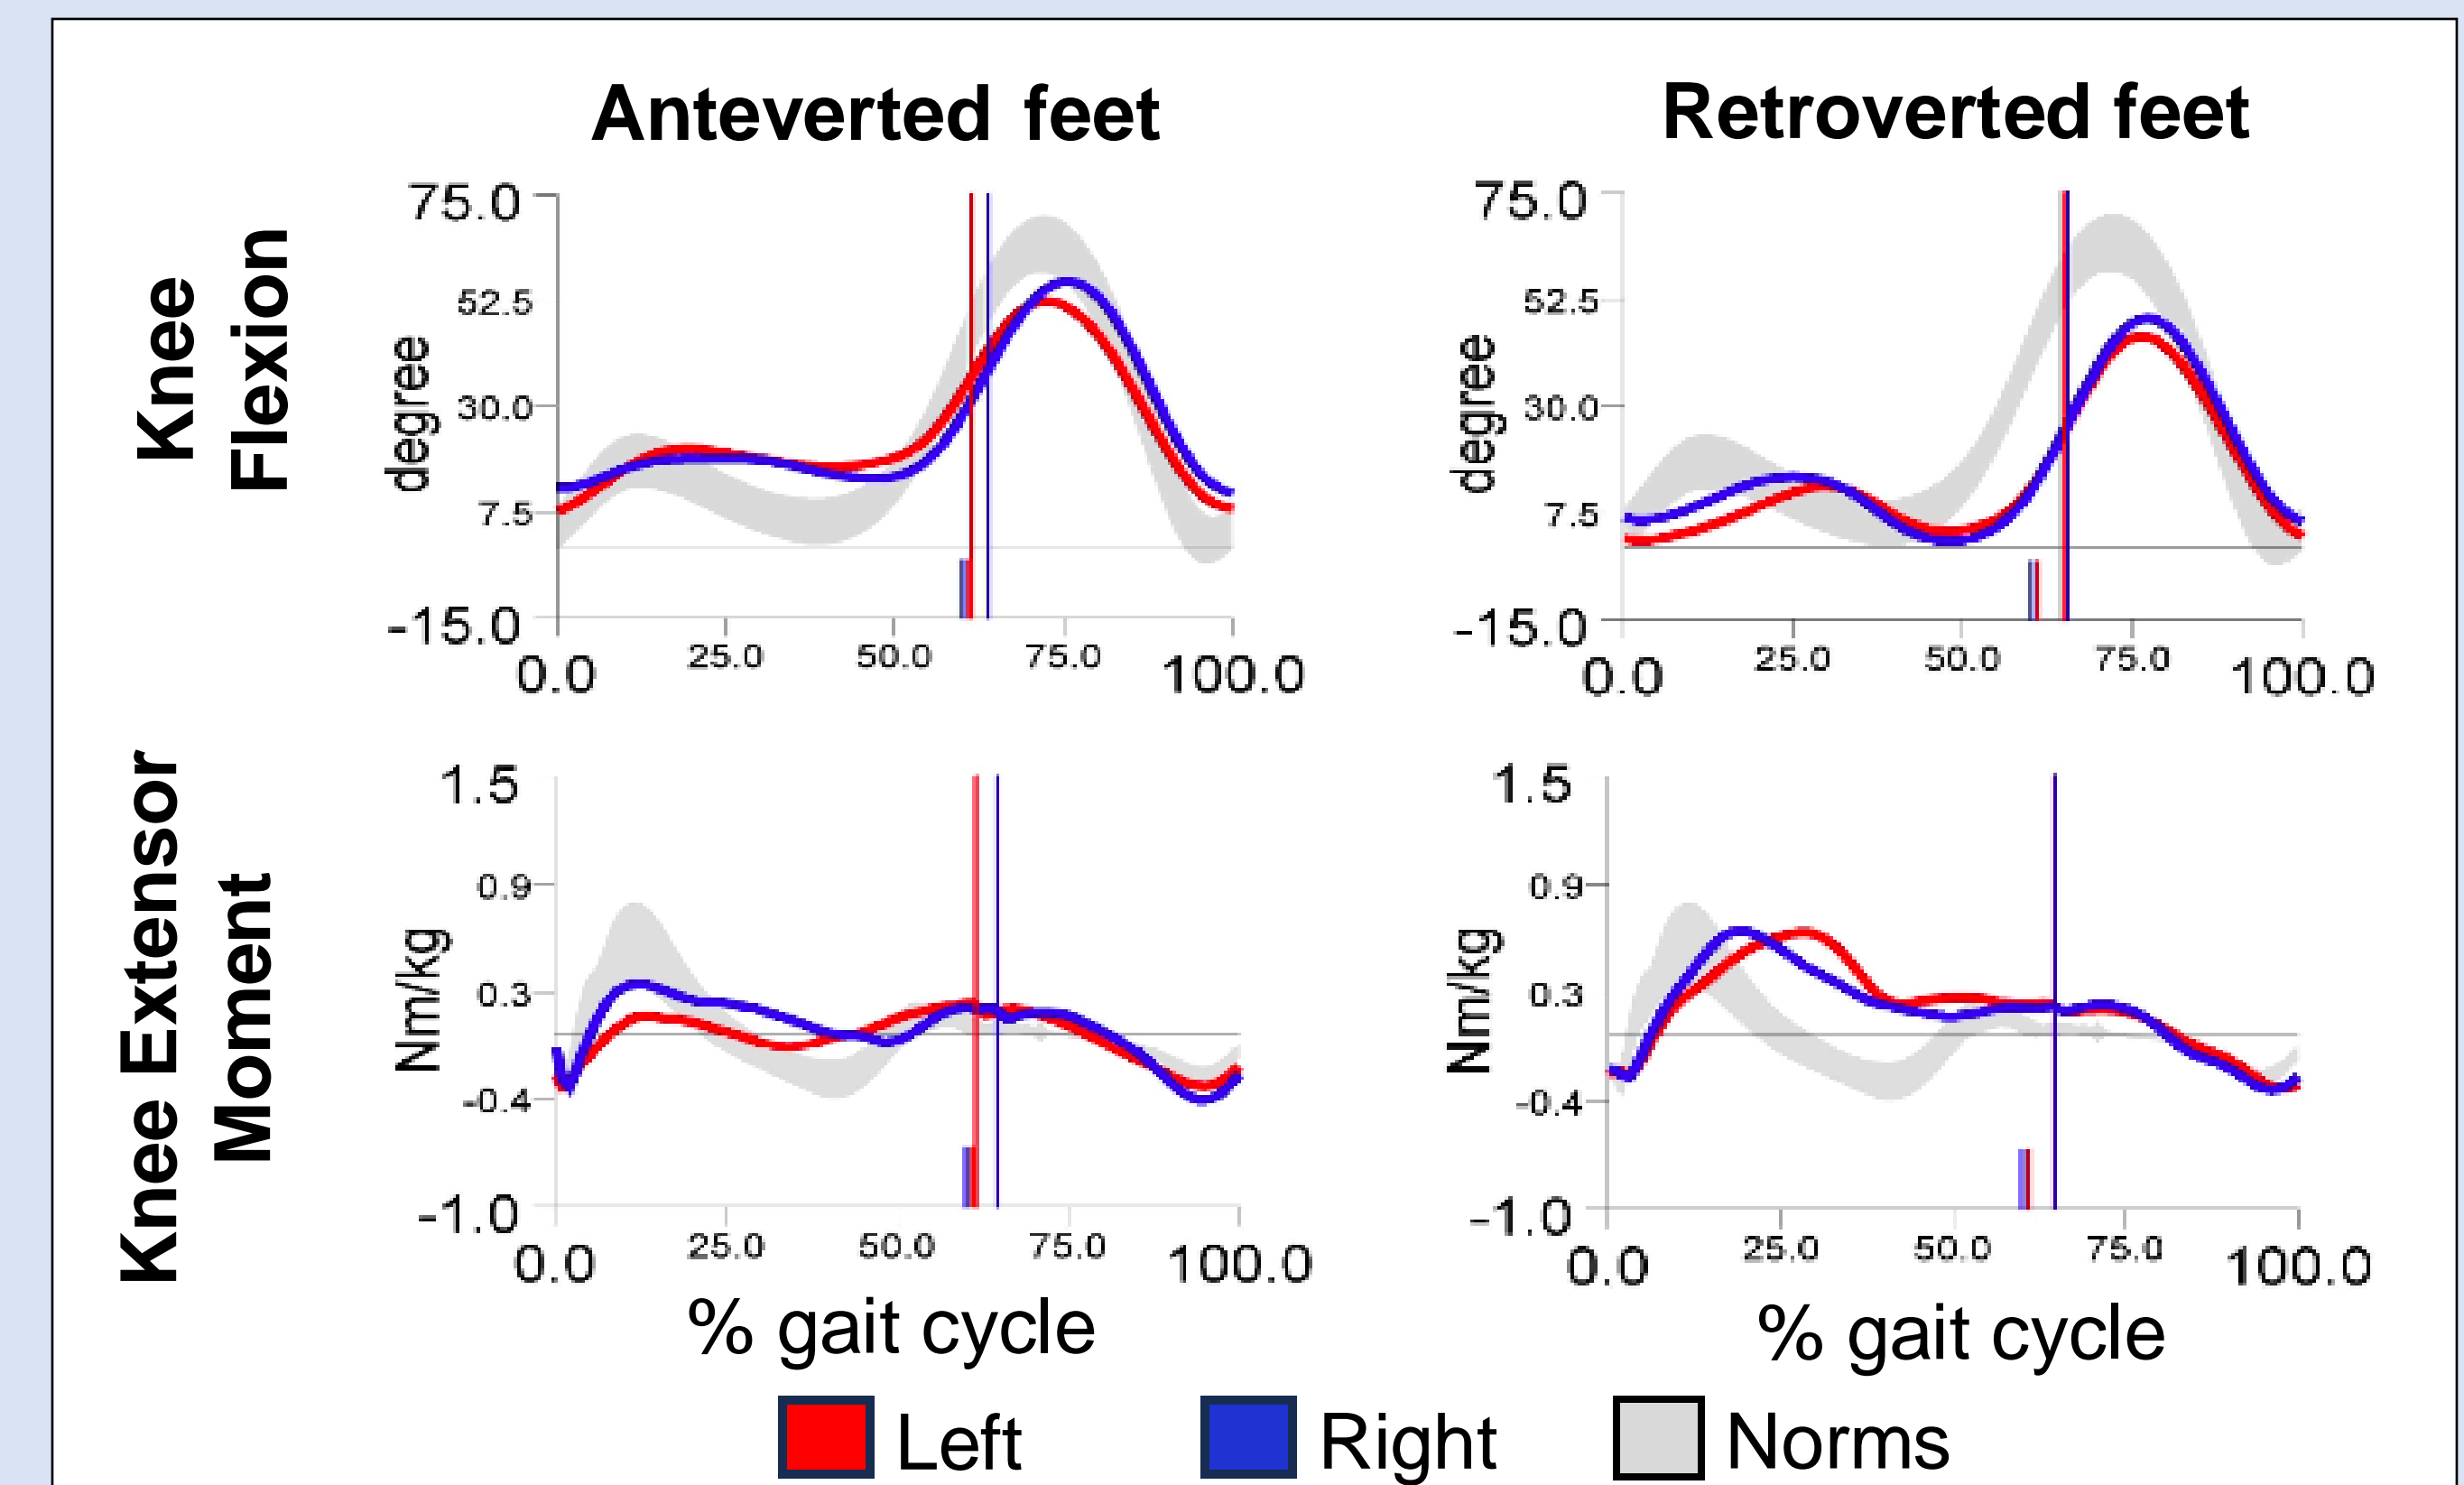 Anteverted feet
Retroverted feet
Knee
Flexion
degree
75.0
52.5
30.0
7.5
-15.0
0.0
25.0
50.0
75.0
100.0
degree
75.0
52.5
30.0
7.5
-15.0
0.0
25.0
50.0
75.0
100.0
Knee Extensor
Moment
Nm/kg
1.5
0.9
0.3
-0.4
-1.0
0.0
25.0
50.0
75.0
100.0
% gait cycle
Nm/kg
1.5
0.9
0.3
-0.4
-1.0
0.0
25.0
50.0
75.0
100.0
% gait cycle
Left
Right
Norms